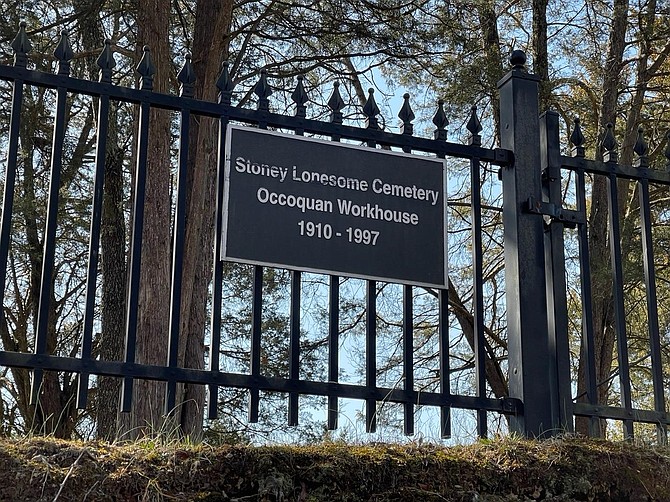 Stoney Lonesome Cemetery
Occoquan Workhouse
1910 - 1997